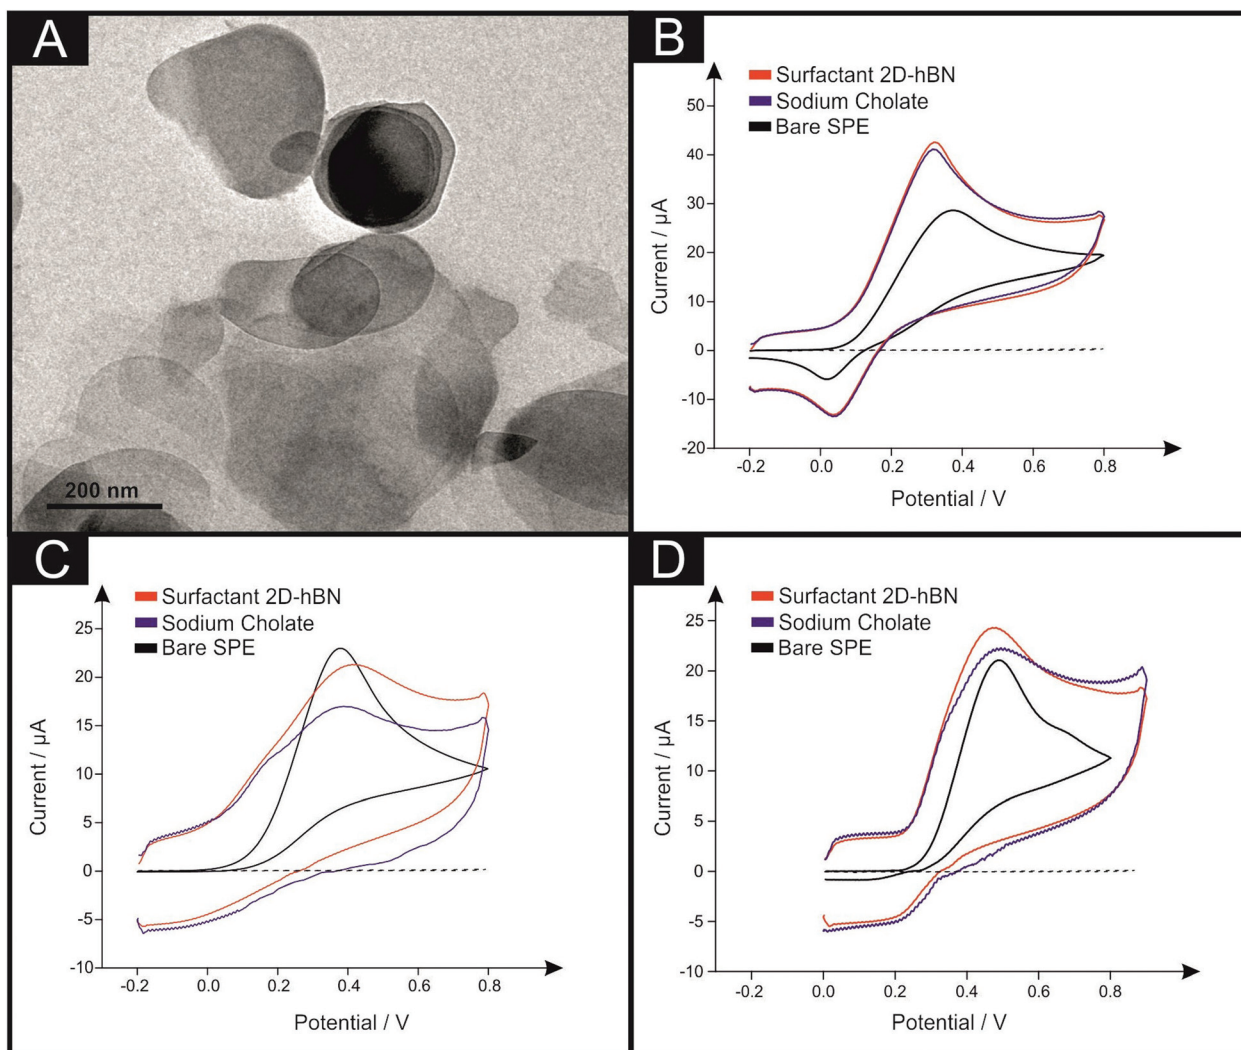 A
200 nm
B
Surfactant 2D-hBN
Sodium Cholate
Bare SPE
50
40
30
20
10
0
-10
-20
Current / µA
-0.2 0.0 0.2 0.4 0.6 0.8
Potential / V
C
Surfactant 2D-hBN
Sodium Cholate
Bare SPE
25
20
15
10
5
0
-5
-10
Current / µA
-0.2 0.0 0.2 0.4 0.6 0.8
Potential / V
D
Surfactant 2D-hBN
Sodium Cholate
Bare SPE
25
20
15
10
5
0
-5
-10
Current / µA
-0.2 0.0 0.2 0.4 0.6 0.8
Potential / V